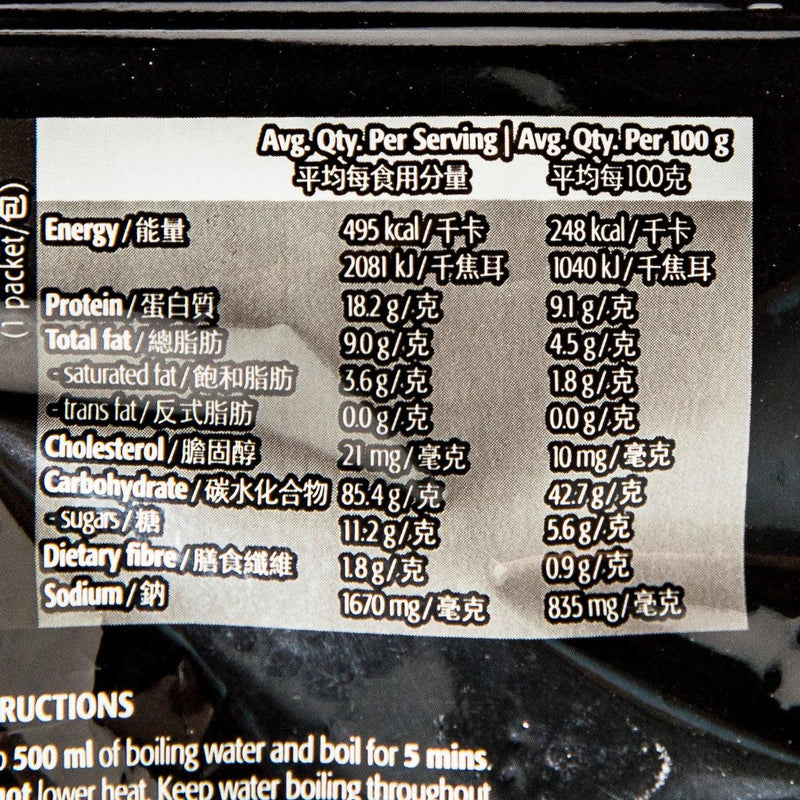 (1 packet/包)
Avg. Qty. Per Serving | Avg. Qty. Per 100 g
平均每食用分量 平均每100克
Energy/能量 495 kcal/千卡 248 kcal/千卡
2081 kJ/千焦耳 1040 kJ/千焦耳
Protein/蛋白質 18.2 g/克 9.1 g/克
Total fat/總脂肪 9.0 g/克 4.5 g/克
- saturated fat/飽和脂肪 3.6 g/克 1.8 g/克
- trans fat/反式脂肪 0.0 g/克 0.0 g/克
Cholesterol/膽固醇 21 mg/毫克 10 mg/毫克
Carbohydrate/碳水化合物 85.4 g/克 42.7 g/克
- sugars/糖 11.2 g/克 5.6 g/克
Dietary fibre/膳食纖維 1.8 g/克 0.9 g/克
Sodium/鈉 1670 mg/毫克 835 mg/毫克
RUCTIONS
o 500 ml of boiling water and boil for 5 mins.
not lower heat. Keep water boiling throughout